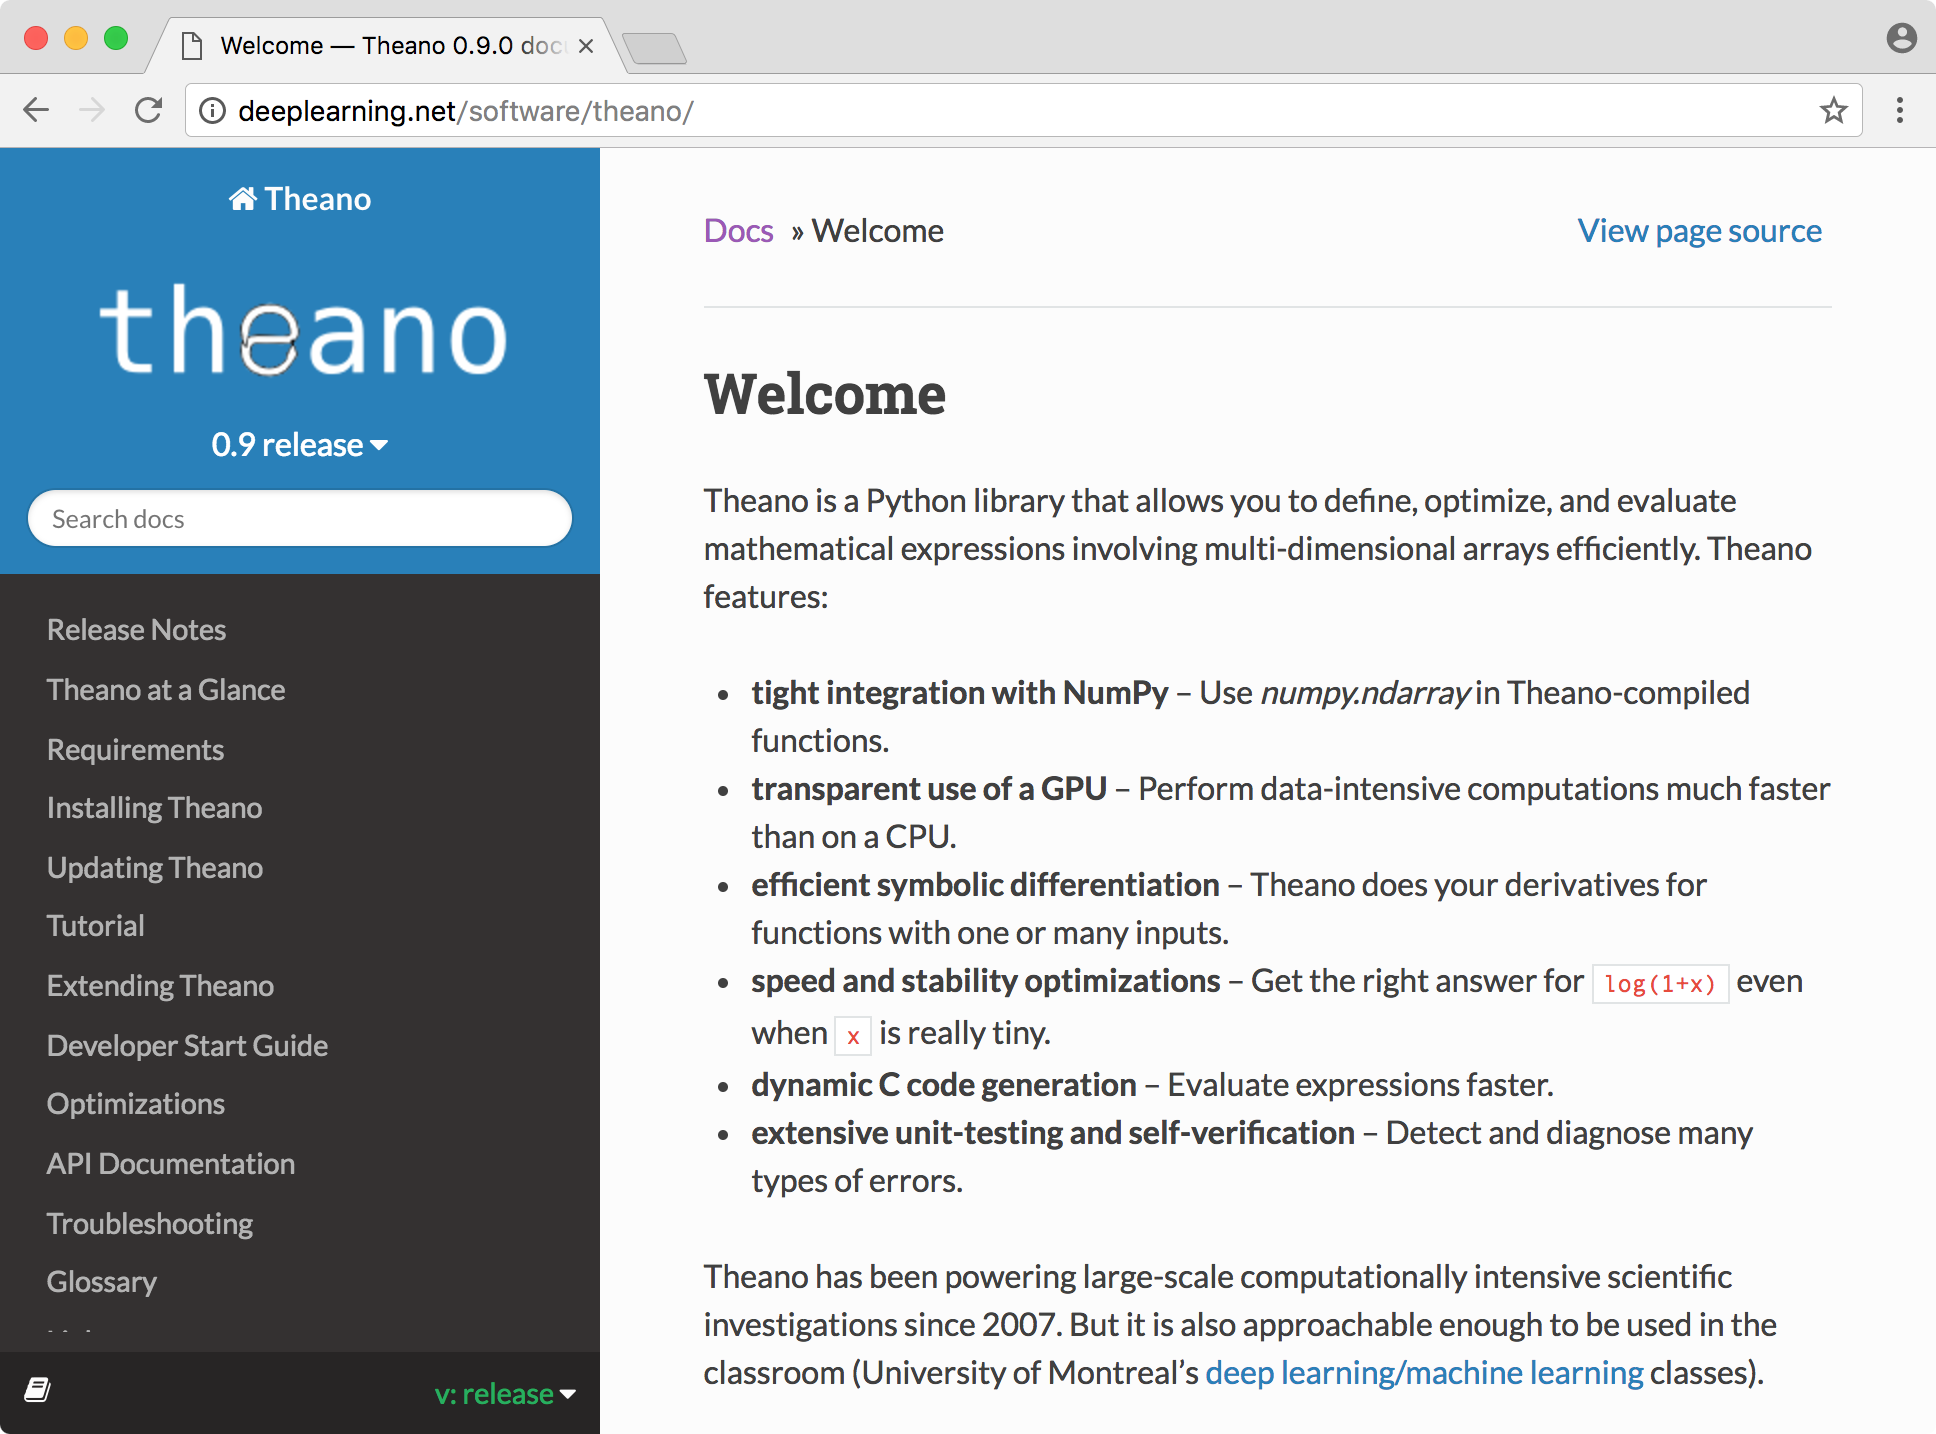 Welcome — Theano 0.9.0 docu
deeplearning.net/software/theano/
Theano
theano
0.9 release
Search docs
Release Notes
Theano at a Glance
Requirements
Installing Theano
Updating Theano
Tutorial
Extending Theano
Developer Start Guide
Optimizations
API Documentation
Troubleshooting
Glossary
v: release
Docs » Welcome
View page source
Welcome
Theano is a Python library that allows you to define, optimize, and evaluate
mathematical expressions involving multi-dimensional arrays efficiently. Theano
features:
• tight integration with NumPy – Use numpy.ndarray in Theano-compiled
functions.
• transparent use of a GPU – Perform data-intensive computations much faster
than on a CPU.
• efficient symbolic differentiation – Theano does your derivatives for
functions with one or many inputs.
• speed and stability optimizations – Get the right answer for log(1+x) even
when x is really tiny.
• dynamic C code generation – Evaluate expressions faster.
• extensive unit-testing and self-verification – Detect and diagnose many
types of errors.
Theano has been powering large-scale computationally intensive scientific
investigations since 2007. But it is also approachable enough to be used in the
classroom (University of Montreal’s deep learning/machine learning classes).